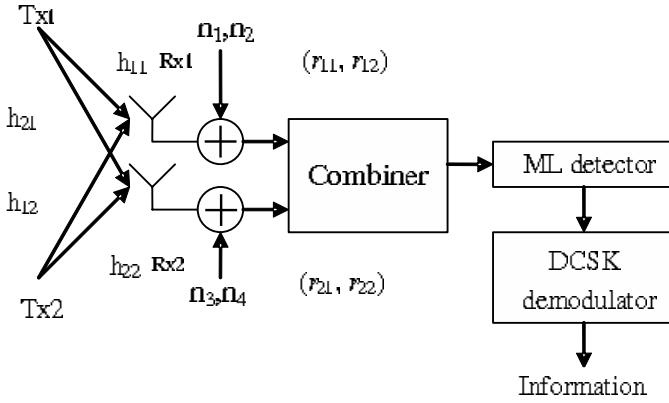 Tx1
n1,n2
h11 Rx1
(r11, r12)
h21
Combiner
ML detector
h12
h22 Rx2
Tx2
n3,n4
(r21, r22)
DCSK
demodulator
Information